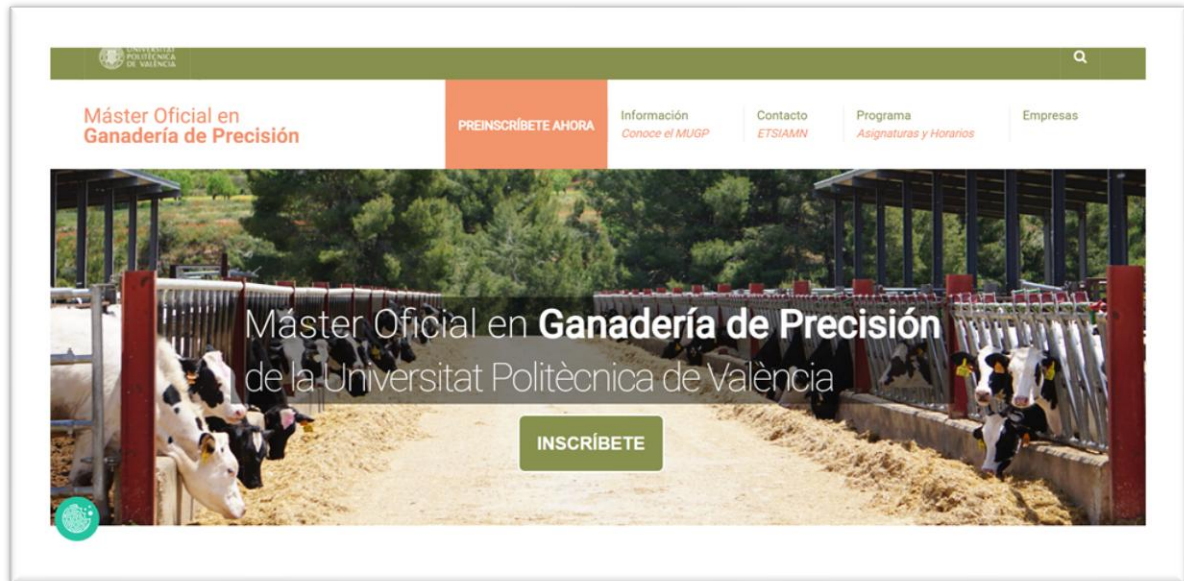 UNIVERSITAT
POLITÈCNICA
DE VALÈNCIA
Máster Oficial en
Ganadería de Precisión
PREINSCRÍBETE AHORA
Información
Conoce el MUGP
Contacto
ETSIAMN
Programa
Asignaturas y Horarios
Empresas
Máster Oficial en Ganadería de Precisión
de la Universitat Politècnica de València
INSCRÍBETE